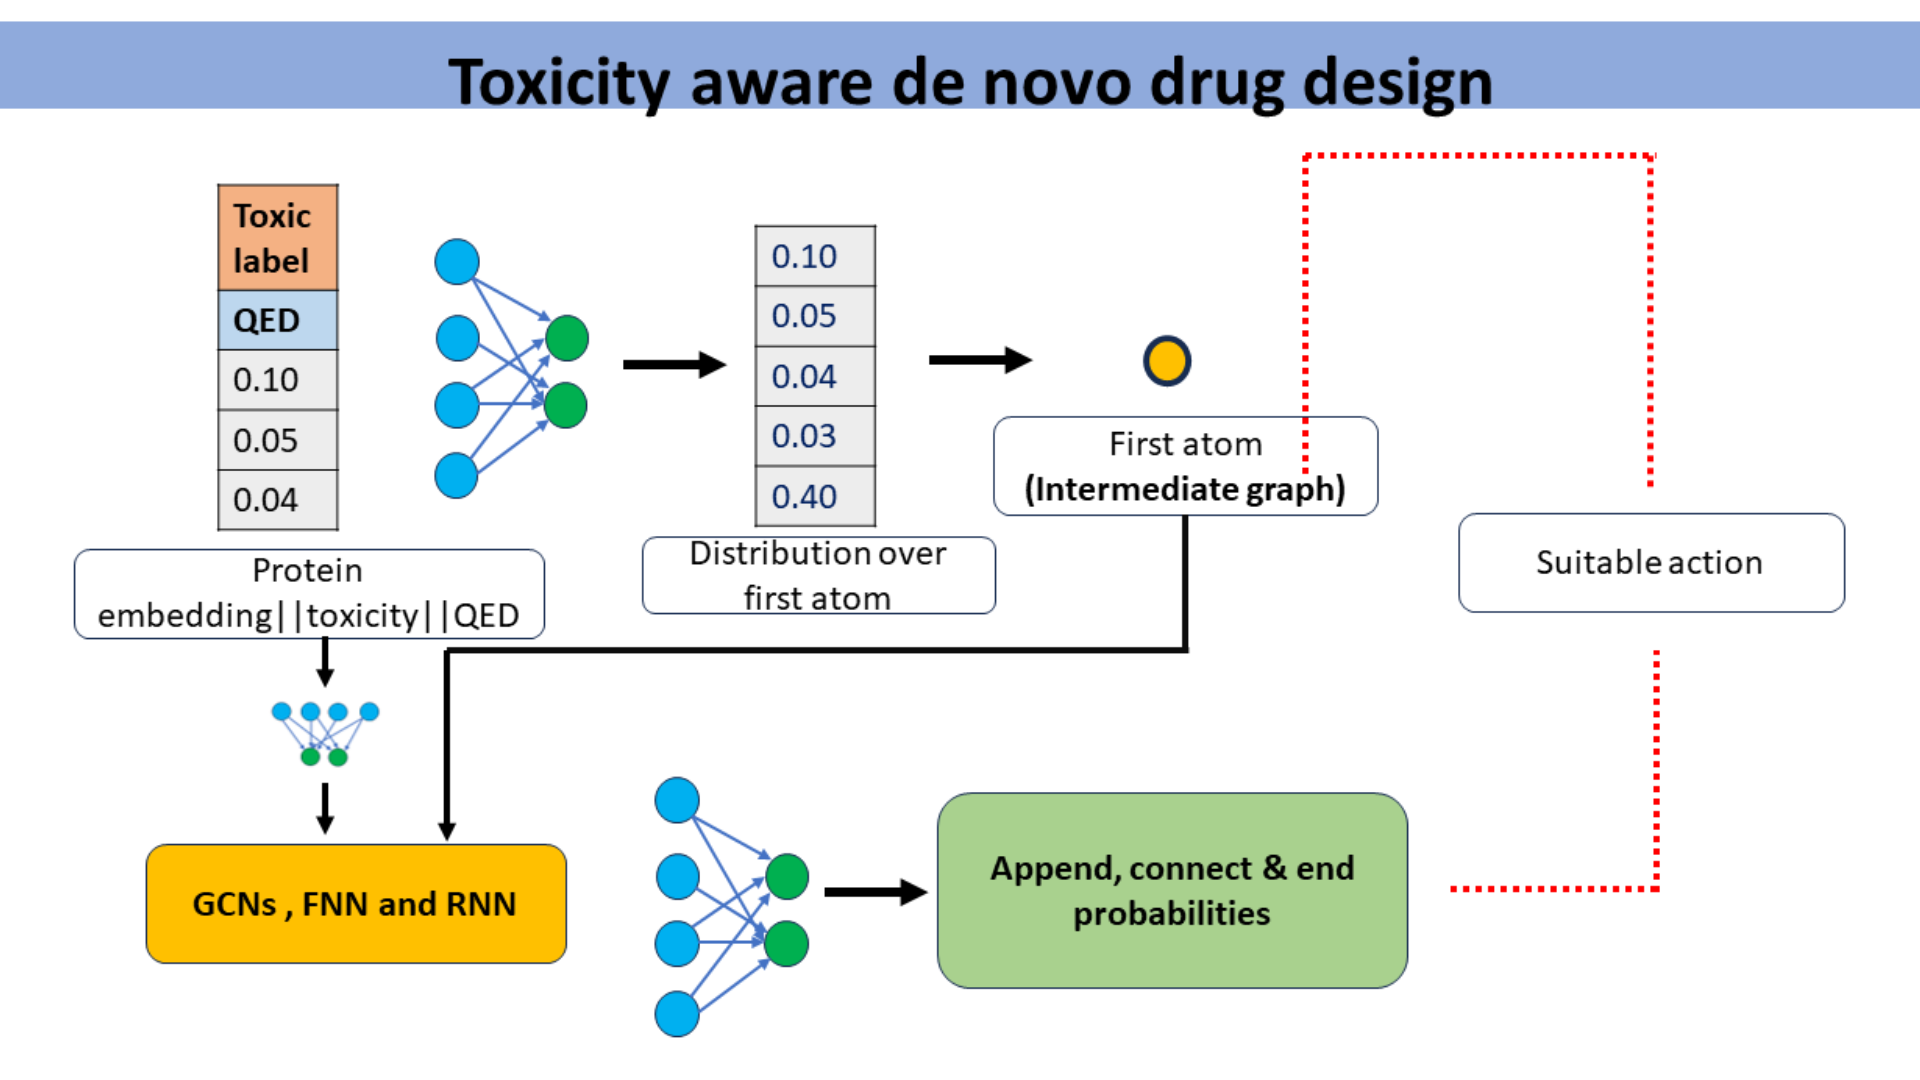 Toxicity aware de novo drug design
Toxic
label
QED
0.10
0.05
0.04
Protein
embedding||toxicity||QED
0.10
0.05
0.04
0.03
0.40
Distribution over
first atom
First atom
(Intermediate graph)
Suitable action
GCNs , FNN and RNN
Append, connect & end
probabilities